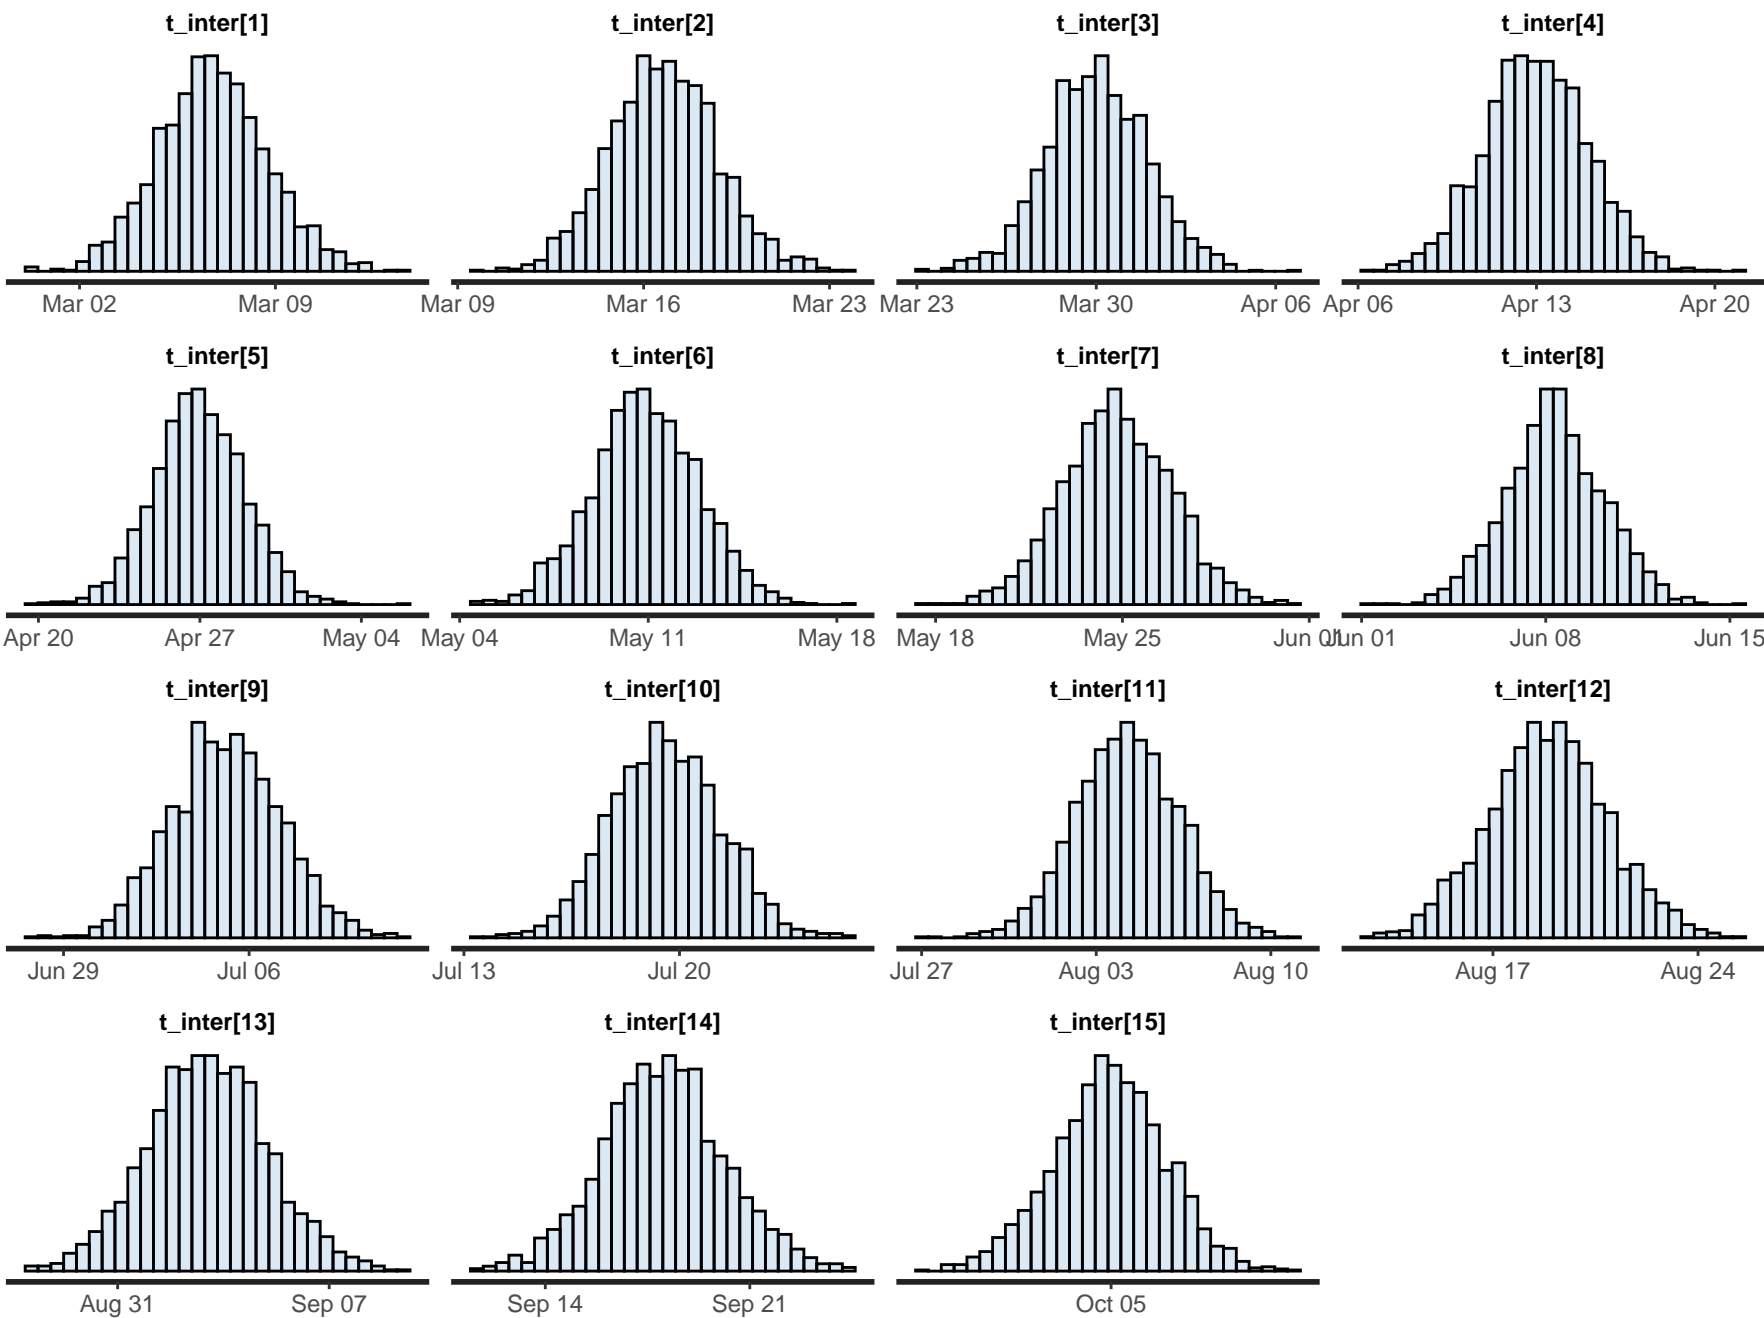 t_inter[1] t_inter[2] t_inter[3] t_inter[4]
Mar 02 Mar 09 Mar 09 Mar 16 Mar 23 Mar 23 Mar 30 Apr 06 Apr 06 Apr 13 Apr 20
t_inter[5] t_inter[6] t_inter[7] t_inter[8]
Apr 20 Apr 27 May 04 May 04 May 11 May 18 May 18 May 25 Jun 01 Jun 01 Jun 08 Jun 15
t_inter[9] t_inter[10] t_inter[11] t_inter[12]
Jun 29 Jul 06 Jul 13 Jul 20 Jul 27 Aug 03 Aug 10 Aug 17 Aug 24
t_inter[13] t_inter[14] t_inter[15]
Aug 31 Sep 07 Sep 14 Sep 21 Oct 05